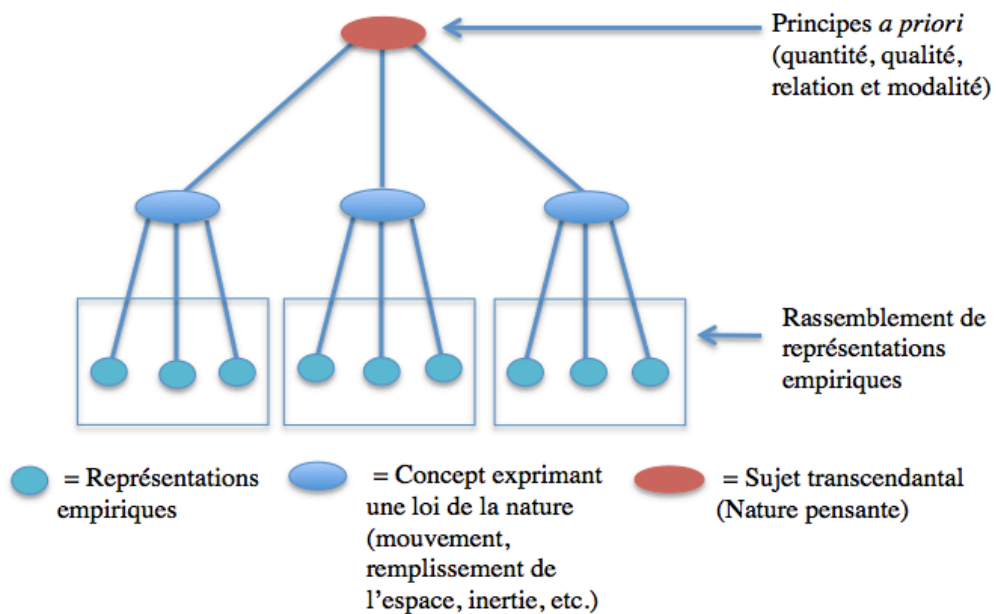 Principes a priori
(quantité, qualité,
relation et modalité)
Rassemblement de
représentations
empiriques
= Représentations
empiriques
= Concept exprimant
une loi de la nature
(mouvement,
remplissement de
l’espace, inertie, etc.)
= Sujet transcendantal
(Nature pensante)